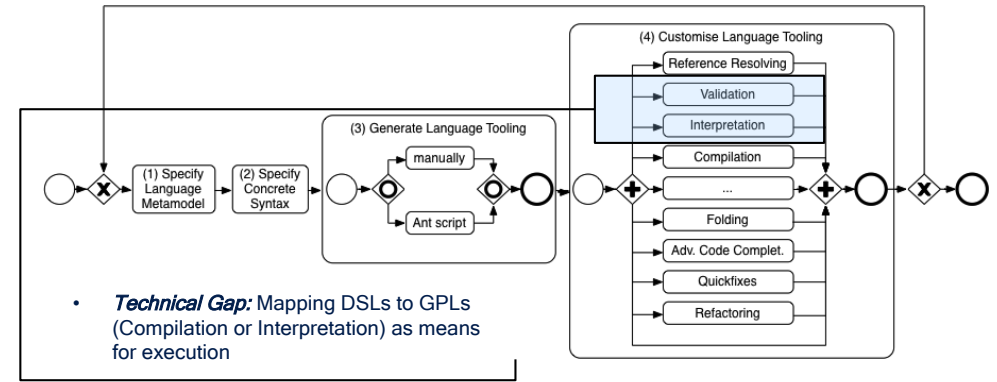 (4) Customise Language Tooling
Reference Resolving
Validation
Interpretation
Compilation
...
Folding
Adv. Code Complet.
Quickfixes
Refactoring
(3) Generate Language Tooling
manually
Ant script
(1) Specify
Language
Metamodel
(2) Specify
Concrete
Syntax
• Technical Gap: Mapping DSLs to GPLs
(Compilation or Interpretation) as means
for execution